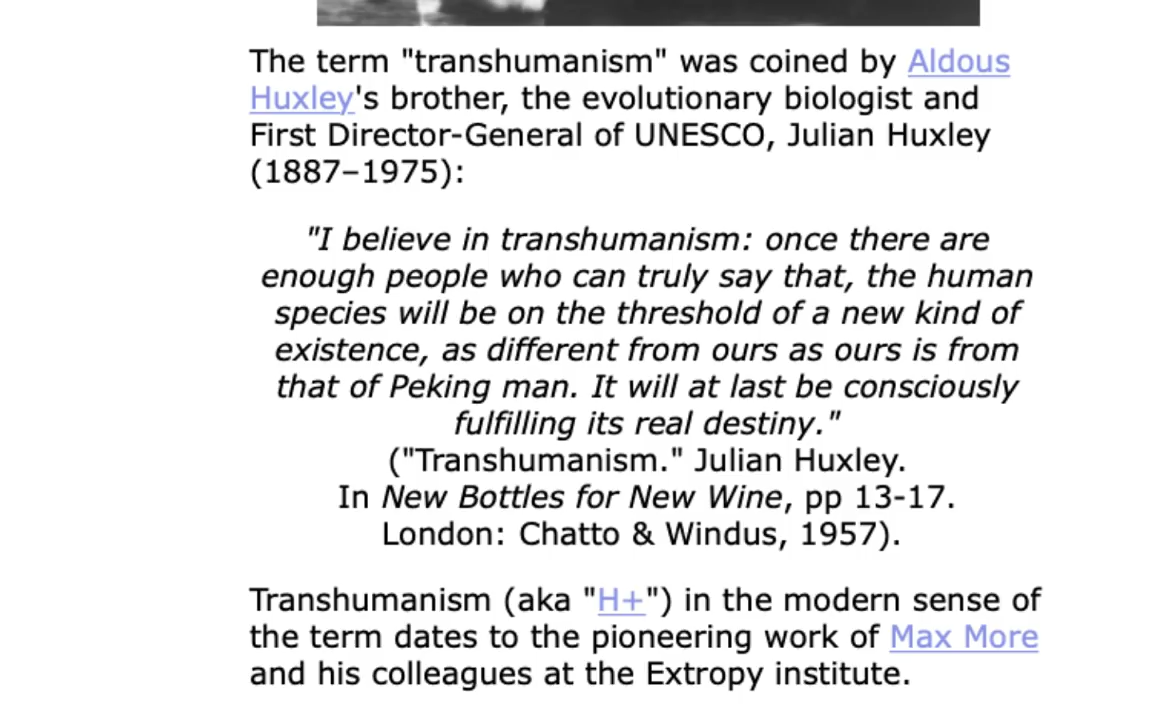 The term "transhumanism" was coined by Aldous
Huxley's brother, the evolutionary biologist and
First Director-General of UNESCO, Julian Huxley
(1887–1975):
"I believe in transhumanism: once there are
enough people who can truly say that, the human
species will be on the threshold of a new kind of
existence, as different from ours as ours is from
that of Peking man. It will at last be consciously
fulfilling its real destiny."
("Transhumanism." Julian Huxley.
In New Bottles for New Wine, pp 13-17.
London: Chatto & Windus, 1957).
Transhumanism (aka "H+") in the modern sense of
the term dates to the pioneering work of Max More
and his colleagues at the Extropy institute.